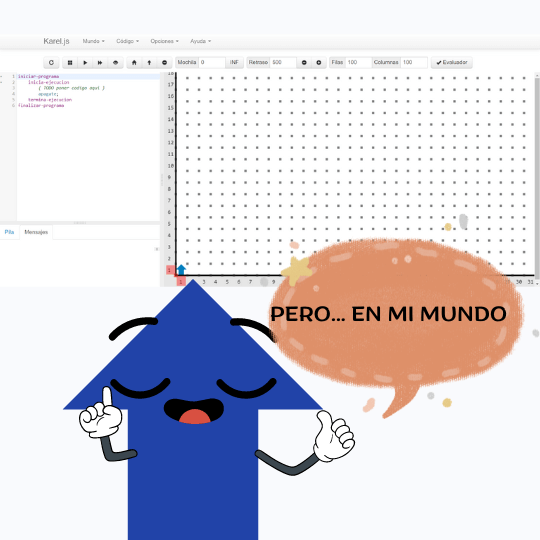 Karel.js Mundo Código Opciones Ayuda
Mochila 0 INF Retraso 500 Filas 100 Columnas 100 Evaluador
1 iniciar-programa
2 inicia-ejecucion
3 { TODO poner codigo aqui }
4 apagate;
5 termina-ejecucion
6 finalizar-programa
Pila Mensajes
18
17
16
15
14
13
12
11
10
9
8
7
6
5
4
3
2
1
1 2 3 4 5 6 7 9 30 31
PERO... EN MI MUNDO